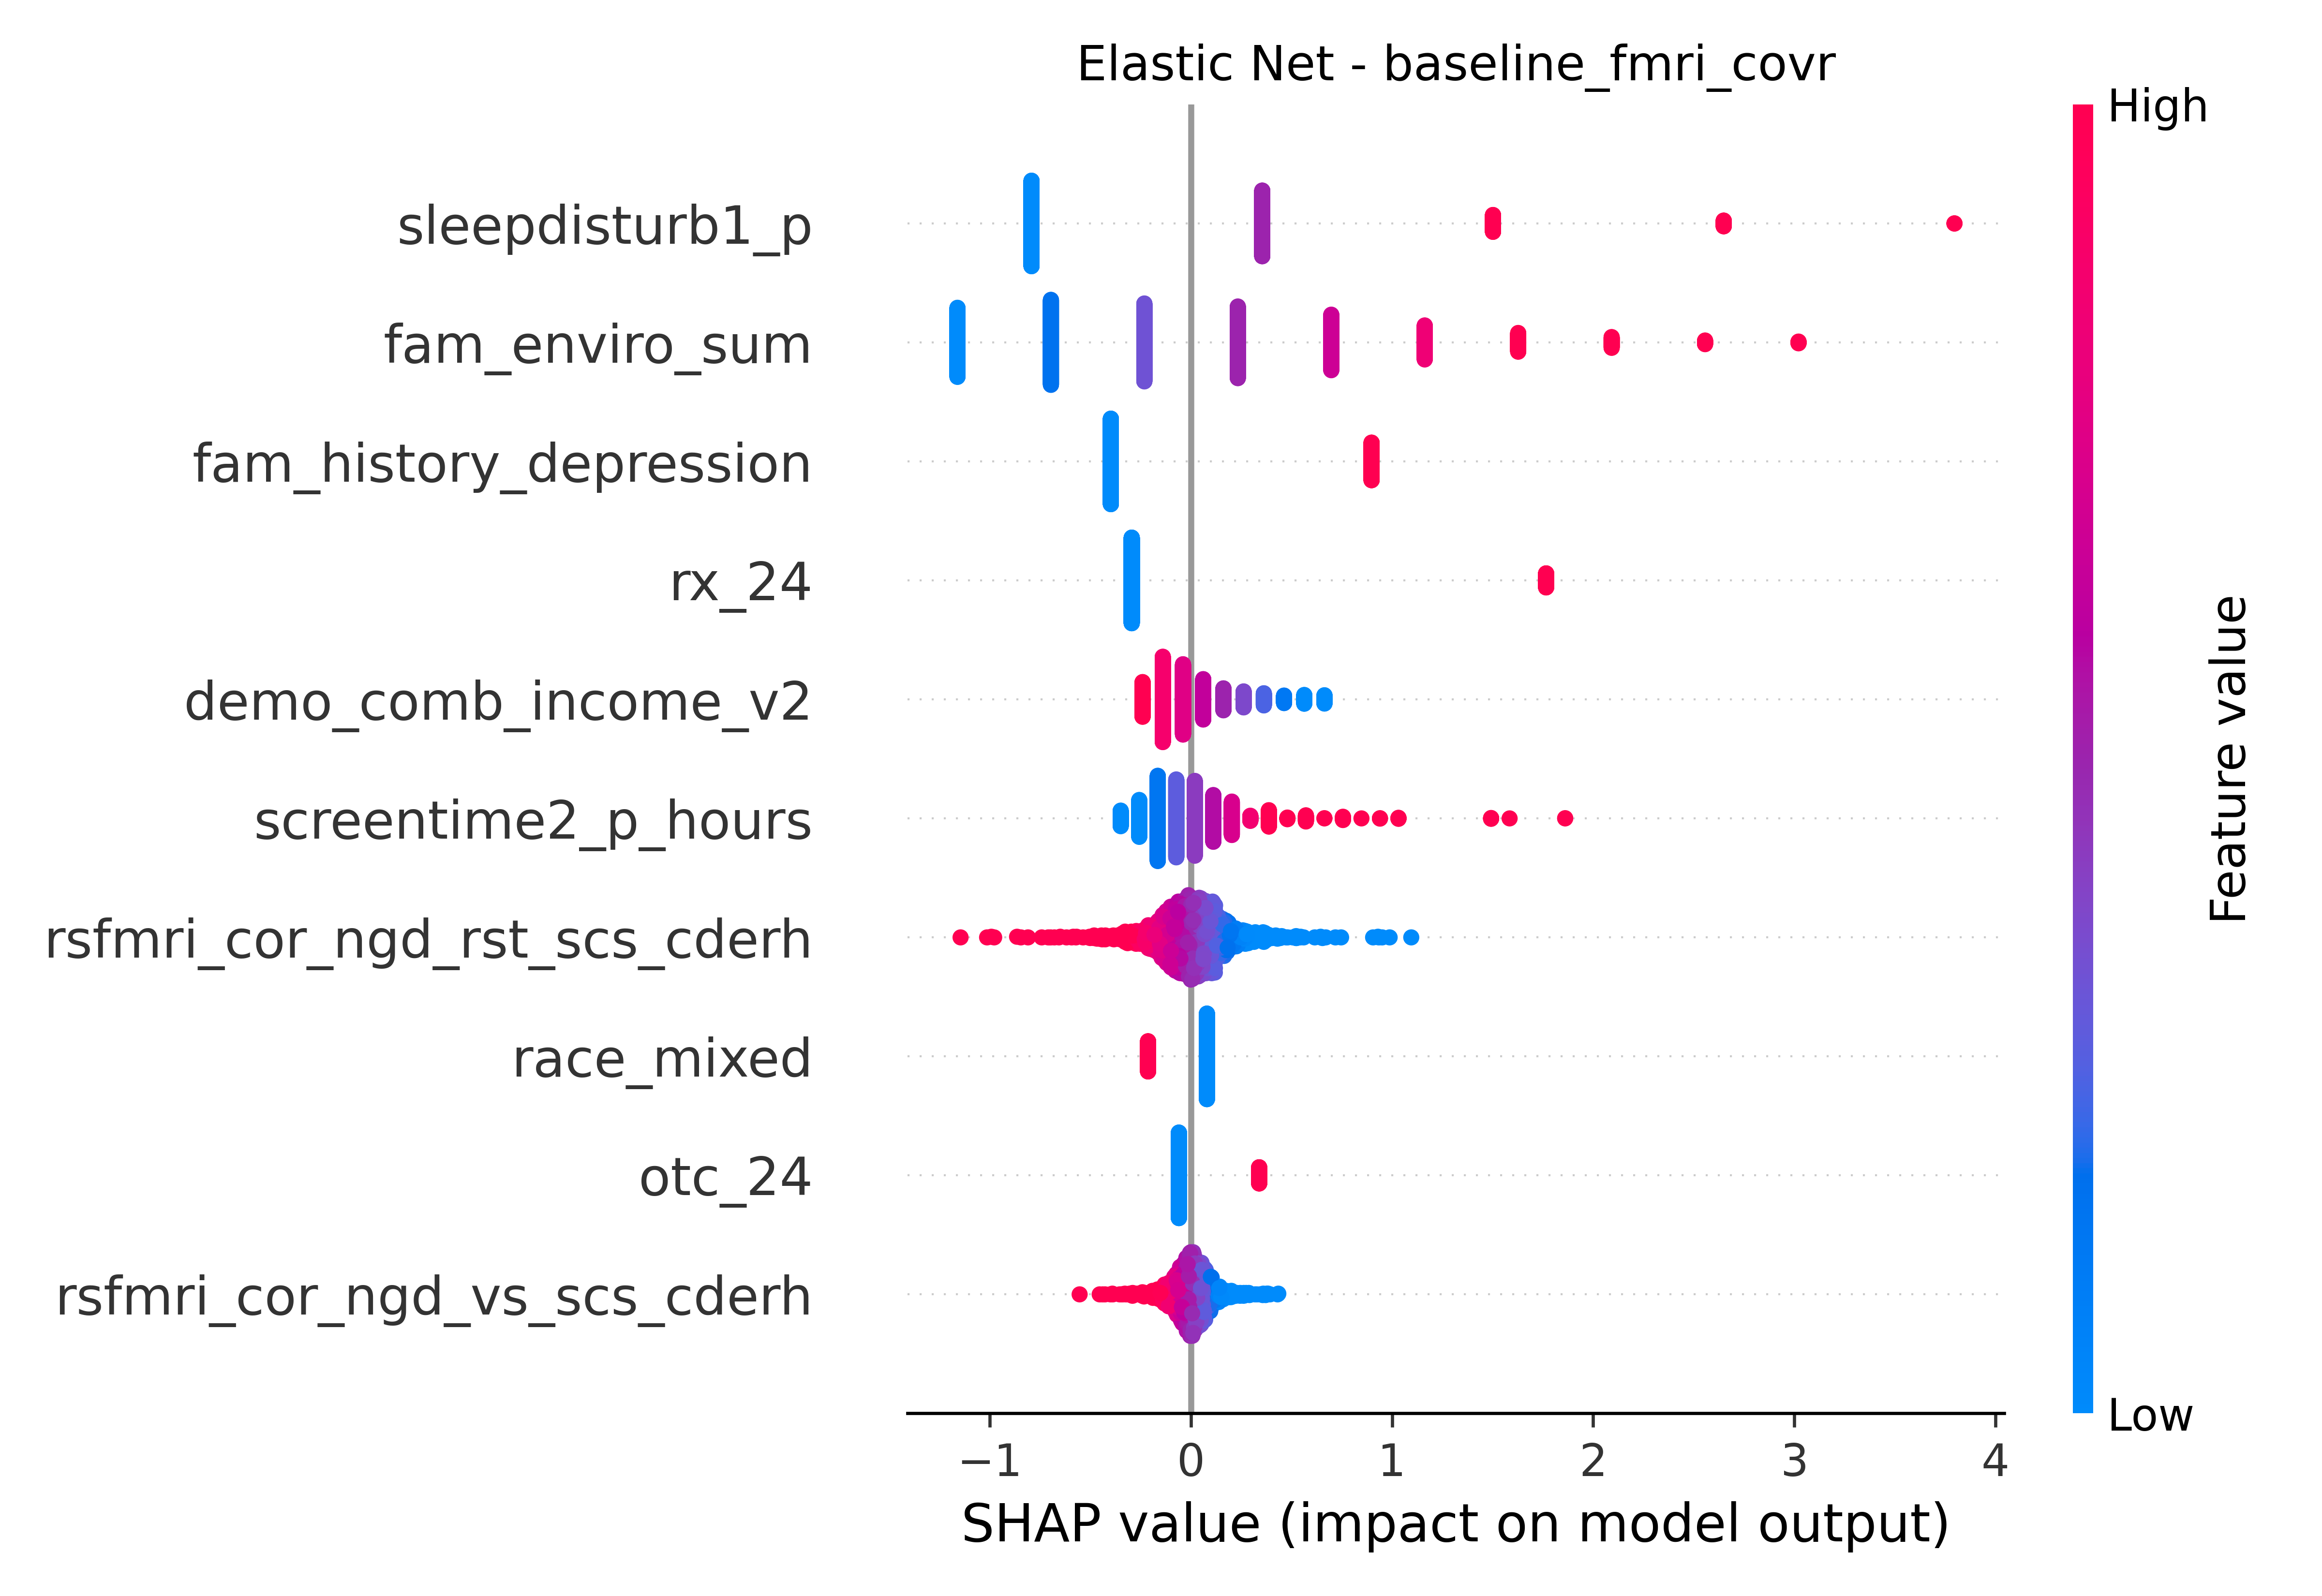 Elastic Net - baseline_fmri_covr
High
sleepdisturb1_p
fam_enviro_sum
fam_history_depression
rx_24
demo_comb_income_v2
screentime2_p_hours
rsfmri_cor_ngd_rst_scs_cderh
race_mixed
otc_24
rsfmri_cor_ngd_vs_scs_cderh
Feature value
Low
−1 0 1 2 3 4
SHAP value (impact on model output)